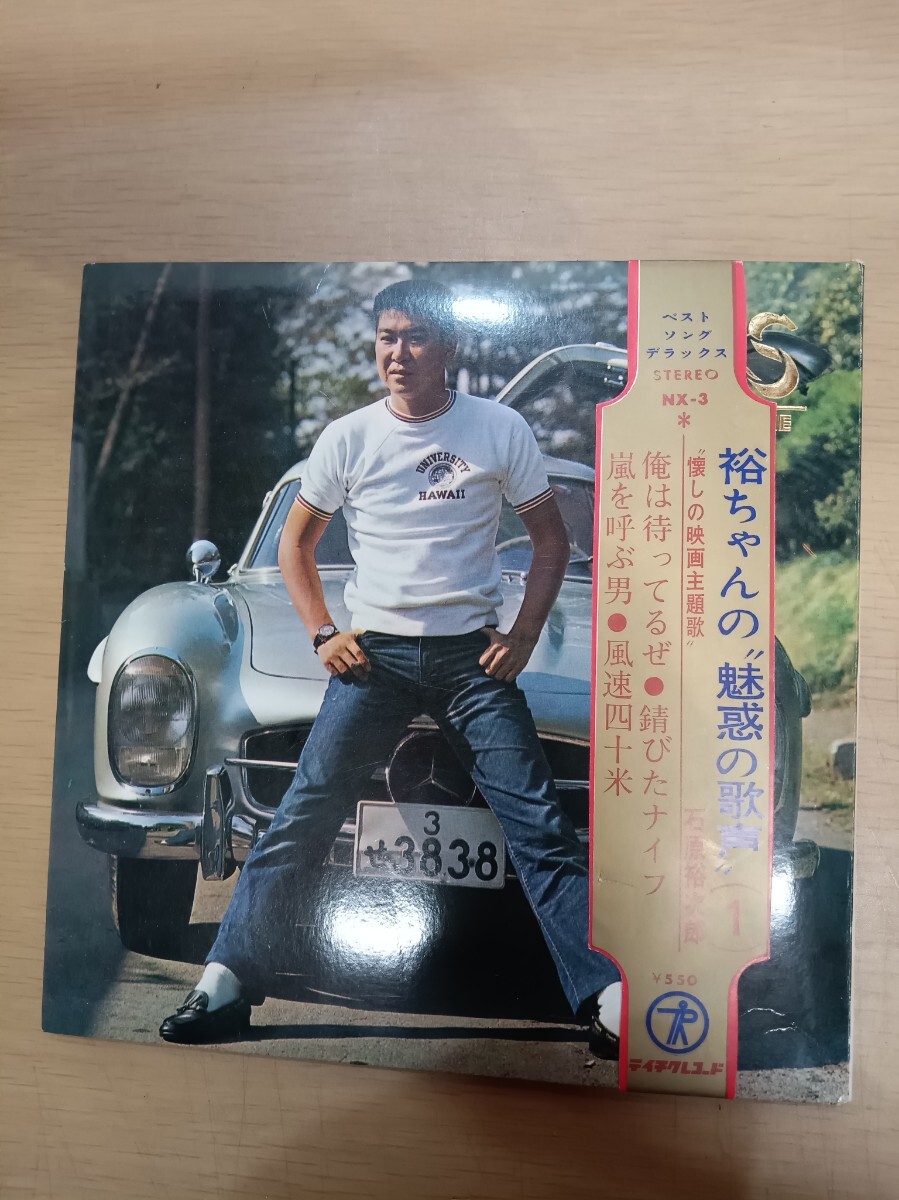 ベスト
ソング
デラックス
STEREO
NX-3
*
裕ちゃんの〝魅惑の歌声〟(1)
〝懐しの映画主題歌〟
石原裕次郎
俺は待ってるぜ●錆びたナイフ
嵐を呼ぶ男●風速四十米
¥550
テイチクレコード
UNIVERSITY
HAWAII
3
せ 38-38
S